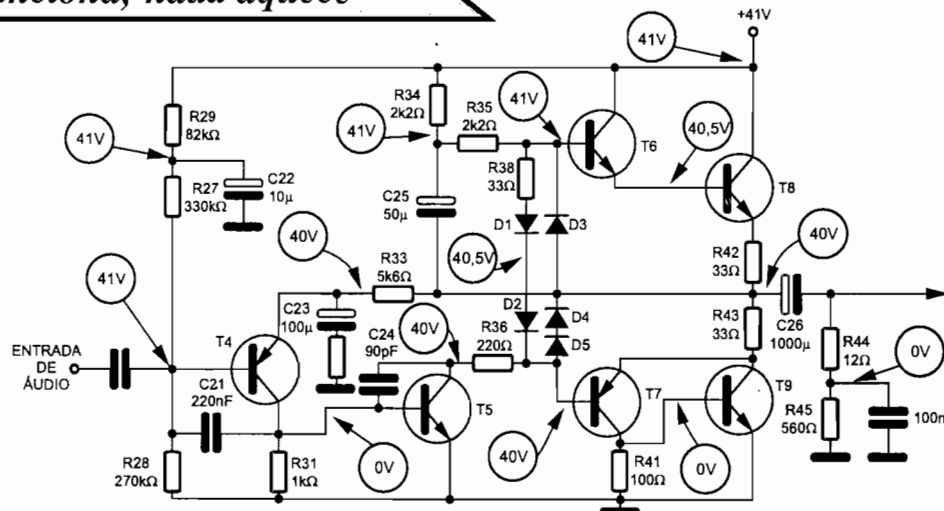 funciona, nada aquece
+41V
41V
R29
82kΩ
41V
R27
330kΩ
C22
10µ
R34
2k2Ω
41V
R35
2k2Ω
41V
T6
40,5V
T8
R38
33Ω
C25
50µ
D1
D3
40,5V
40V
R33
5k6Ω
R42
33Ω
40V
41V
C23
100µ
C24
90pF
40V
D2
D4
D5
R36
220Ω
R43
33Ω
C26
1000µ
R44
12Ω
0V
ENTRADA
DE
ÁUDIO
T4
C21
220nF
T5
T7
T9
R28
270kΩ
R31
1kΩ
0V
40V
R41
100Ω
0V
R45
560Ω
100n